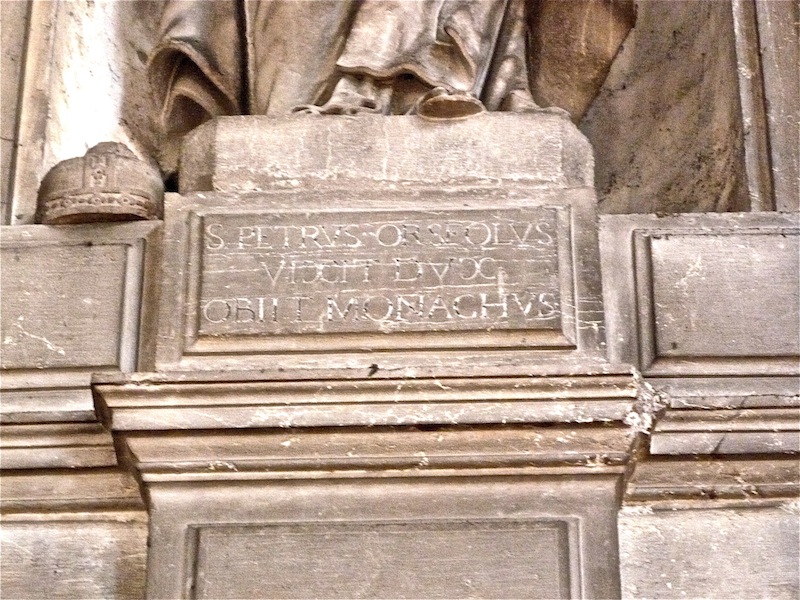 S. PETRVS·ORSEOLVS
VIXIT DVX
OBIIT MONACHVS